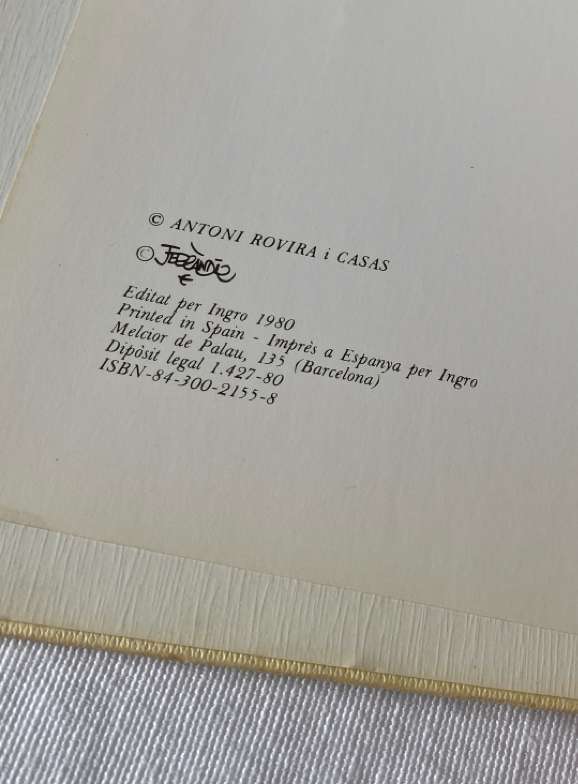 © ANTONI ROVIRA i CASAS
©
Editat per Ingro 1980
Printed in Spain - Imprès a Espanya per Ingro
Melcior de Palau, 135 (Barcelona)
Dipòsit legal 1.427-80
ISBN-84-300-2155-8